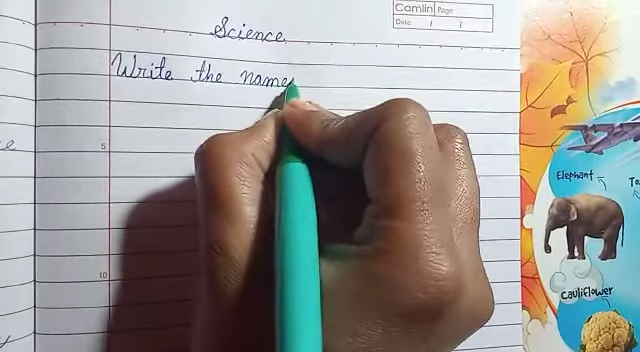 Camlin Page
Date / /
Science
Write the name
5
10
Elephant
Cauliflower